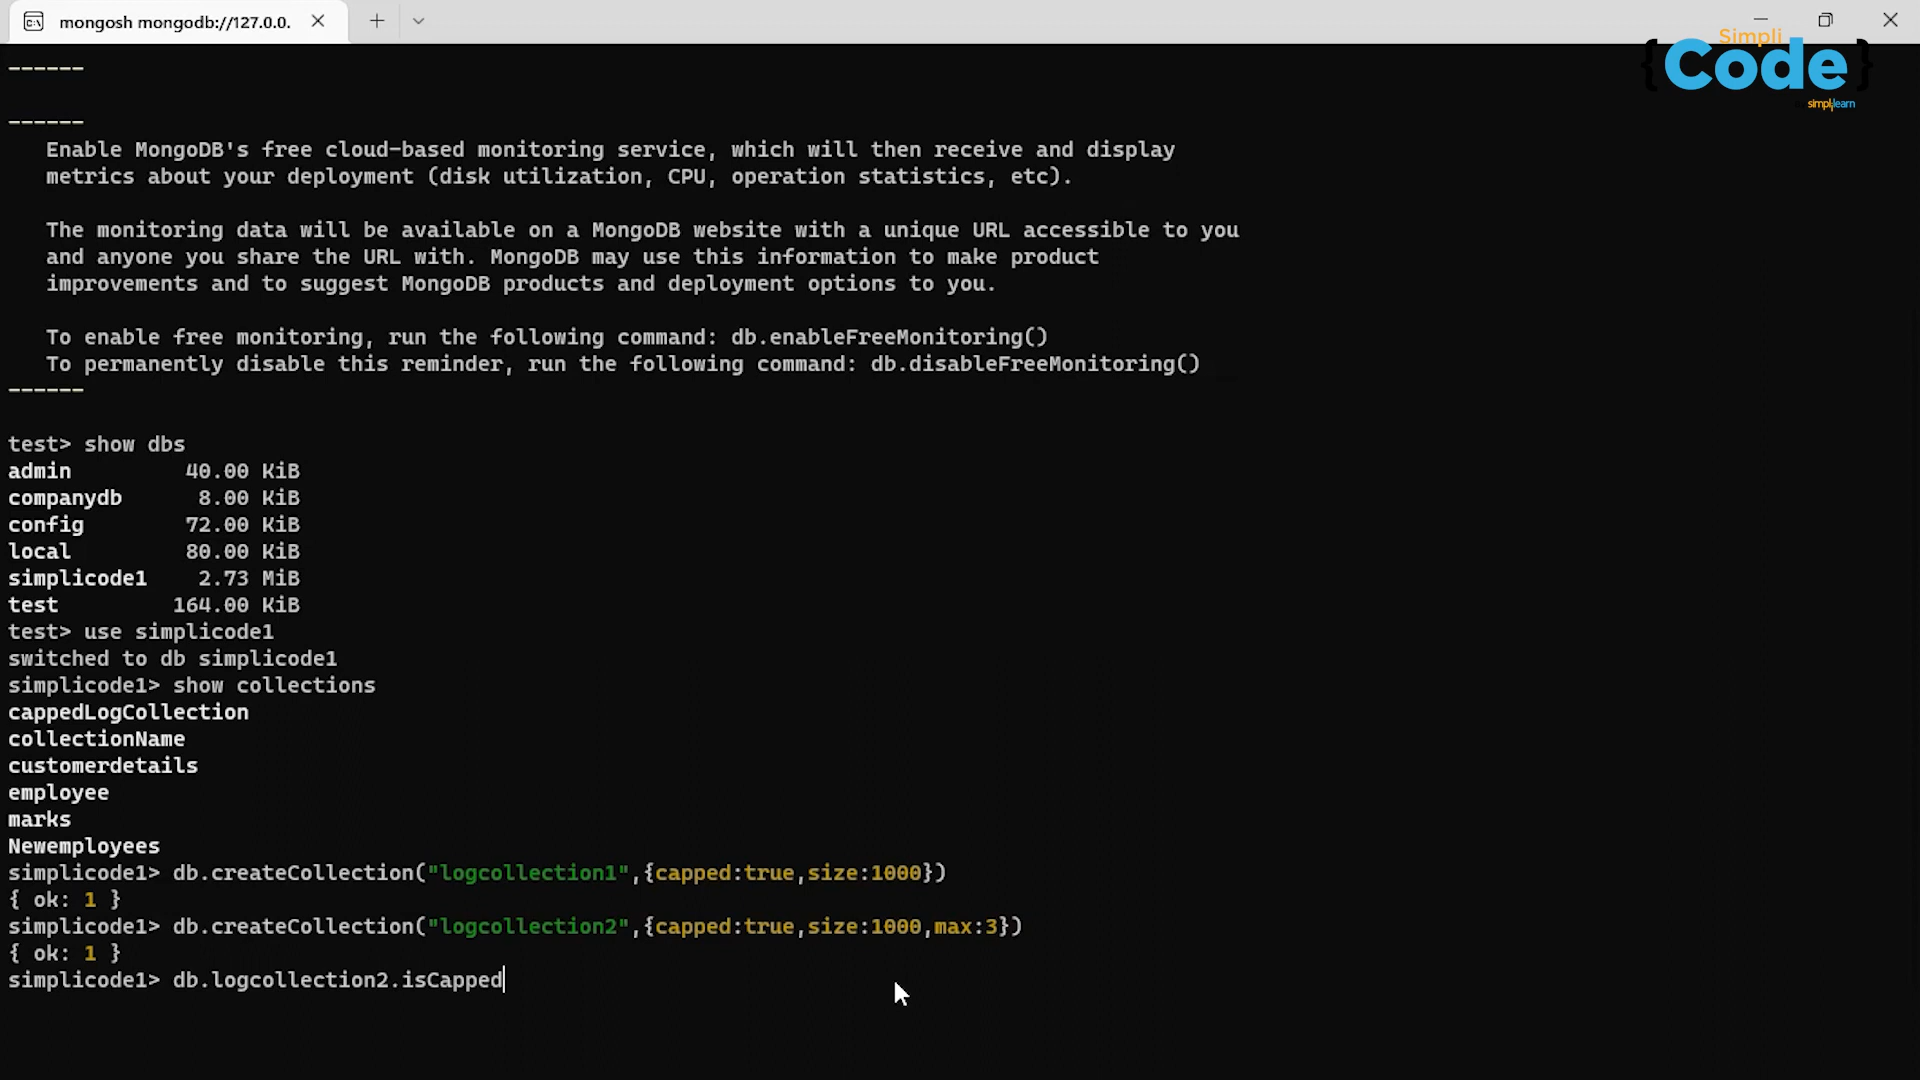 mongosh mongodb://127.0.0.
Simpli
{Code}
simplilearn
------
------
Enable MongoDB's free cloud-based monitoring service, which will then receive and display
metrics about your deployment (disk utilization, CPU, operation statistics, etc).
The monitoring data will be available on a MongoDB website with a unique URL accessible to you
and anyone you share the URL with. MongoDB may use this information to make product
improvements and to suggest MongoDB products and deployment options to you.
To enable free monitoring, run the following command: db.enableFreeMonitoring()
To permanently disable this reminder, run the following command: db.disableFreeMonitoring()
------
test> show dbs
admin 40.00 KiB
companydb 8.00 KiB
config 72.00 KiB
local 80.00 KiB
simplicode1 2.73 MiB
test 164.00 KiB
test> use simplicode1
switched to db simplicode1
simplicode1> show collections
cappedLogCollection
collectionName
customerdetails
employee
marks
Newemployees
simplicode1> db.createCollection("logcollection1",{capped:true,size:1000})
{ ok: 1 }
simplicode1> db.createCollection("logcollection2",{capped:true,size:1000,max:3})
{ ok: 1 }
simplicode1> db.logcollection2.isCapped